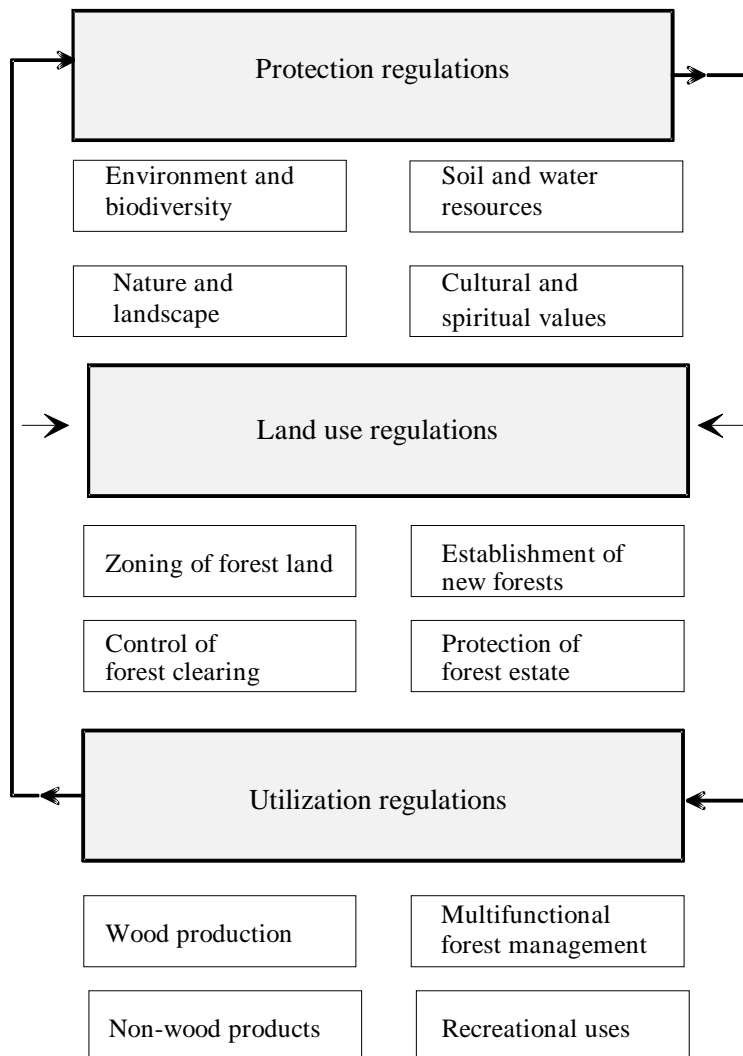 Protection regulations
Environment and
biodiversity
Soil and water
resources
Nature and
landscape
Cultural and
spiritual values
Land use regulations
Zoning of forest land
Establishment of
new forests
Control of
forest clearing
Protection of
forest estate
Utilization regulations
Wood production
Multifunctional
forest management
Non-wood products
Recreational uses